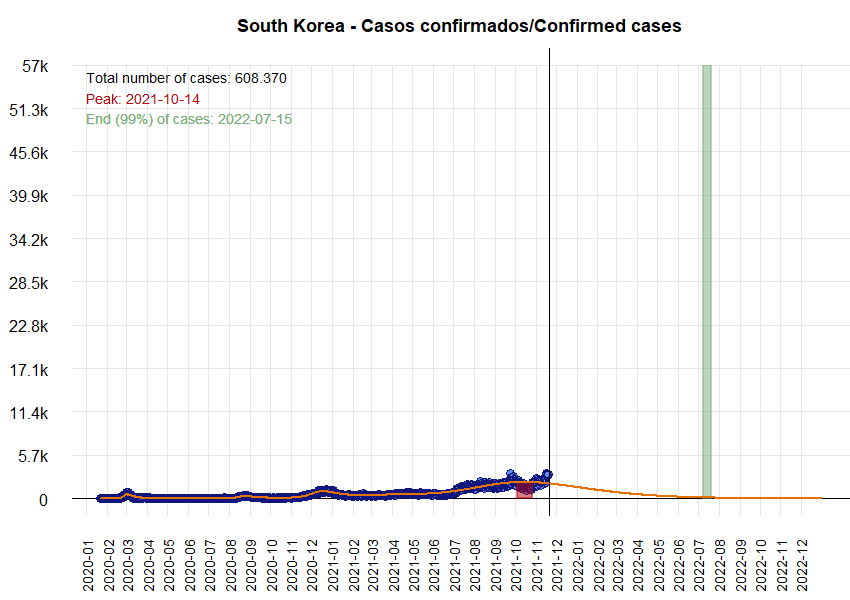 South Korea - Casos confirmados/Confirmed cases
57k
Total number of cases: 608.370
Peak: 2021-10-14
End (99%) of cases: 2022-07-15
51.3k
45.6k
39.9k
34.2k
28.5k
22.8k
17.1k
11.4k
5.7k
0
2020-01
2020-02
2020-03
2020-04
2020-05
2020-06
2020-07
2020-08
2020-09
2020-10
2020-11
2020-12
2021-01
2021-02
2021-03
2021-04
2021-05
2021-06
2021-07
2021-08
2021-09
2021-10
2021-11
2021-12
2022-01
2022-02
2022-03
2022-04
2022-05
2022-06
2022-07
2022-08
2022-09
2022-10
2022-11
2022-12